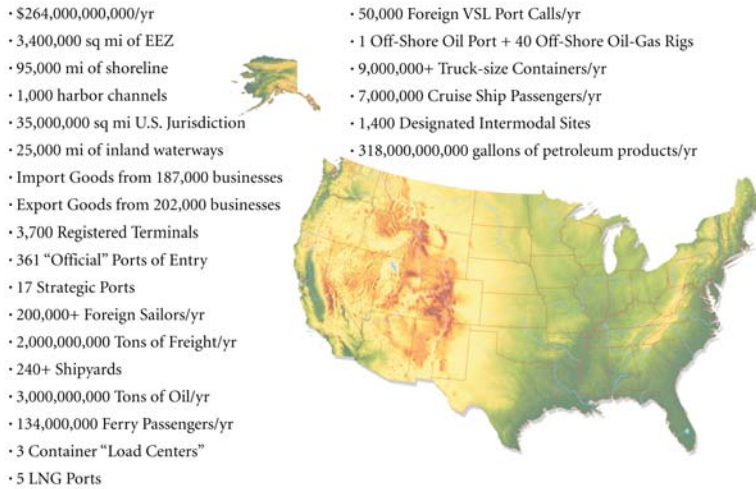 · $264,000,000,000/yr
· 3,400,000 sq mi of EEZ
· 95,000 mi of shoreline
· 1,000 harbor channels
· 35,000,000 sq mi U.S. Jurisdiction
· 25,000 mi of inland waterways
· Import Goods from 187,000 businesses
· Export Goods from 202,000 businesses
· 3,700 Registered Terminals
· 361 “Official” Ports of Entry
· 17 Strategic Ports
· 200,000+ Foreign Sailors/yr
· 2,000,000,000 Tons of Freight/yr
· 240+ Shipyards
· 3,000,000,000 Tons of Oil/yr
· 134,000,000 Ferry Passengers/yr
· 3 Container “Load Centers”
· 5 LNG Ports
· 50,000 Foreign VSL Port Calls/yr
· 1 Off-Shore Oil Port + 40 Off-Shore Oil-Gas Rigs
· 9,000,000+ Truck-size Containers/yr
· 7,000,000 Cruise Ship Passengers/yr
· 1,400 Designated Intermodal Sites
· 318,000,000,000 gallons of petroleum products/yr